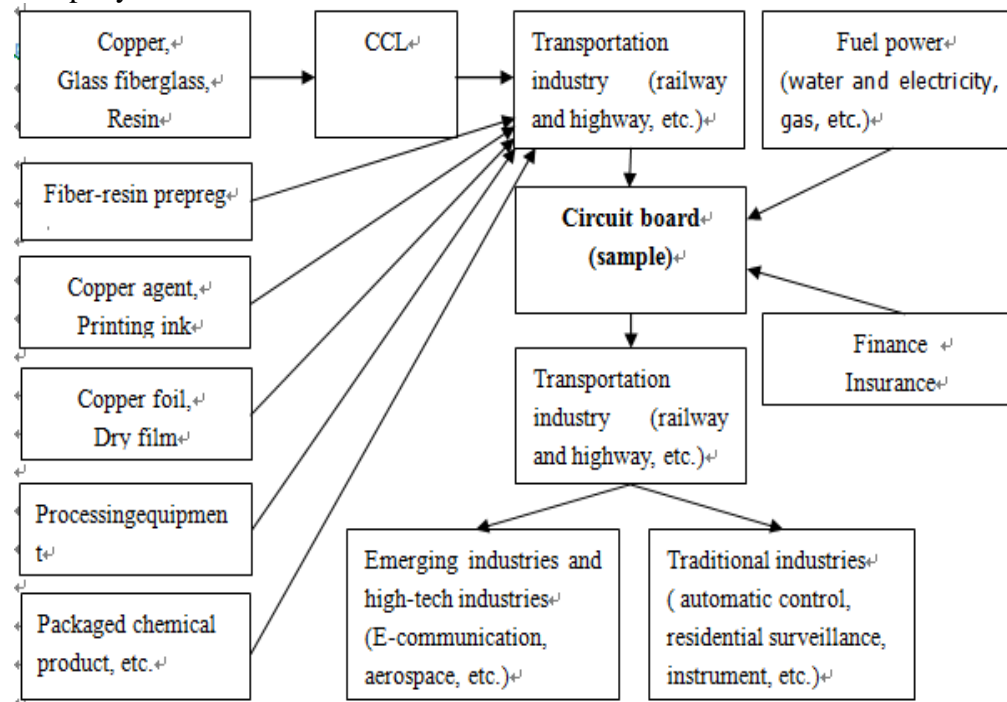 Copper,
Glass fiberglass,
Resin
CCL
Transportation
industry (railway
and highway, etc.)
Fuel power
(water and electricity,
gas, etc.)
Fiber-resin prepreg
Circuit board
(sample)
Copper agent,
Printing ink
Finance
Insurance
Copper foil,
Dry film
Transportation
industry (railway
and highway, etc.)
Processingequipmen
t
Emerging industries and
high-tech industries
(E-communication,
aerospace, etc.)
Traditional industries
( automatic control,
residential surveillance,
instrument, etc.)
Packaged chemical
product, etc.